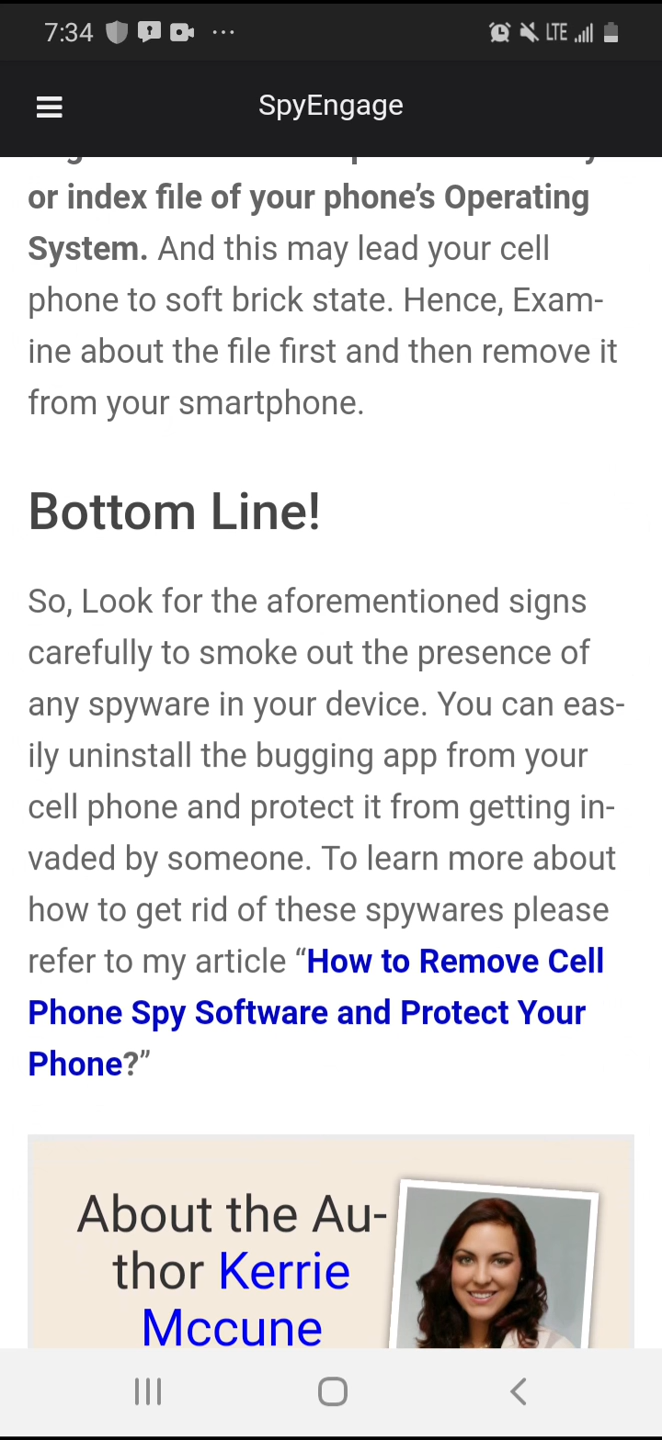 7:34 ... LTE
SpyEngage
or index file of your phone's Operating
System. And this may lead your cell
phone to soft brick state. Hence, Exam-
ine about the file first and then remove it
from your smartphone.
Bottom Line!
So, Look for the aforementioned signs
carefully to smoke out the presence of
any spyware in your device. You can eas-
ily uninstall the bugging app from your
cell phone and protect it from getting in-
vaded by someone. To learn more about
how to get rid of these spywares please
refer to my article “How to Remove Cell
Phone Spy Software and Protect Your
Phone?”
About the Au-
thor Kerrie
Mccune